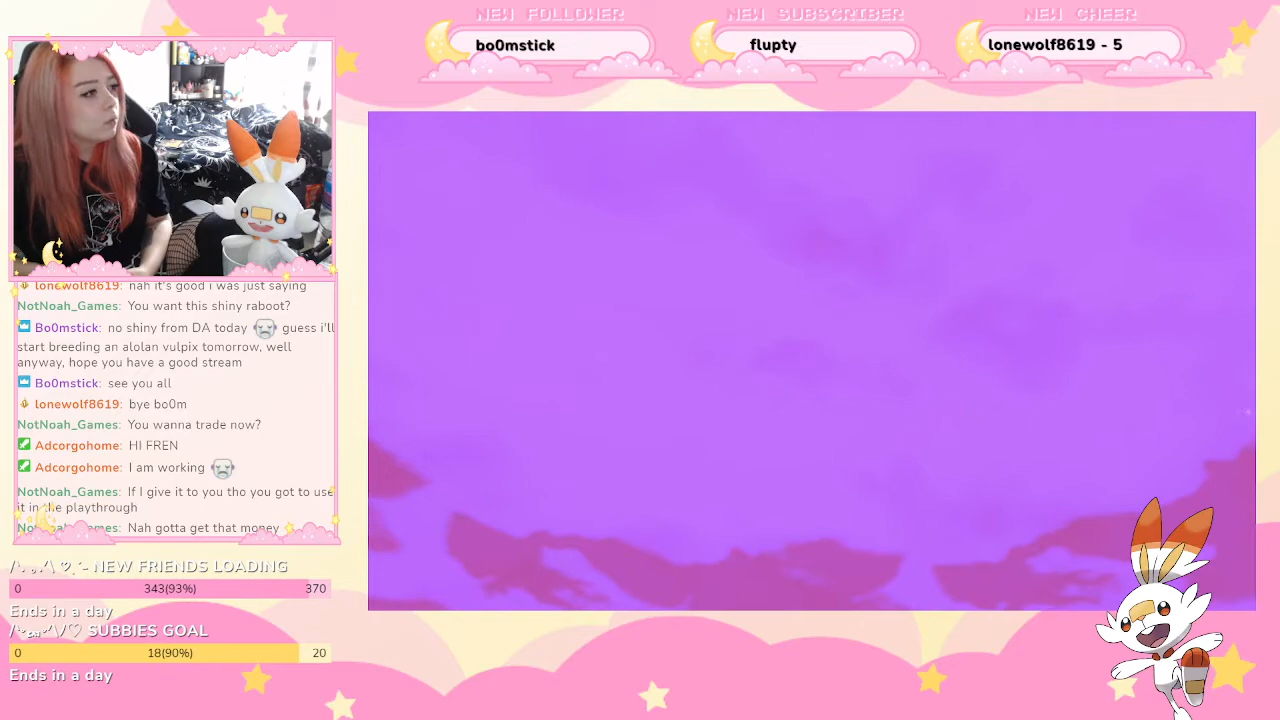 NEW FOLLOWER
NEW SUBSCRIBER
NEW CHEER
bo0mstick
flupty
lonewolf8619 - 5
lonewolf8619: nah it's good i was just saying
NotNoah_Games: You want this shiny raboot?
Bo0mstick: no shiny from DA today guess i'll
start breeding an alolan vulpix tomorrow, well
anyway, hope you have a good stream
Bo0mstick: see you all
lonewolf8619: bye bo0m
NotNoah_Games: You wanna trade now?
Adcorgohome: HI FREN
Adcorgohome: I am working
NotNoah_Games: If I give it to you tho you got to use
it in the playthrough
NotNoah_Games: Nah gotta get that money
NEW FRIENDS LOADING
0 343(93%) 370
Ends in a day
SUBBIES GOAL
0 18(90%) 20
Ends in a day